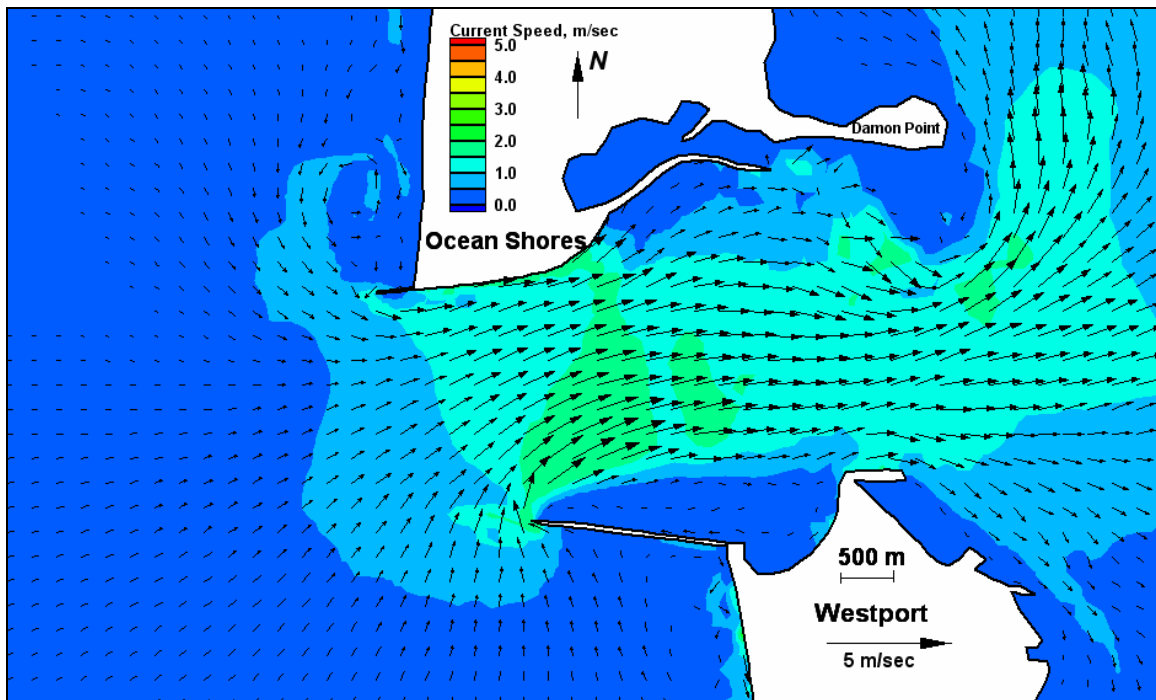 Current Speed, m/sec
5.0
4.0
3.0
2.0
1.0
0.0
N
Damon Point
Ocean Shores
500 m
Westport
5 m/sec